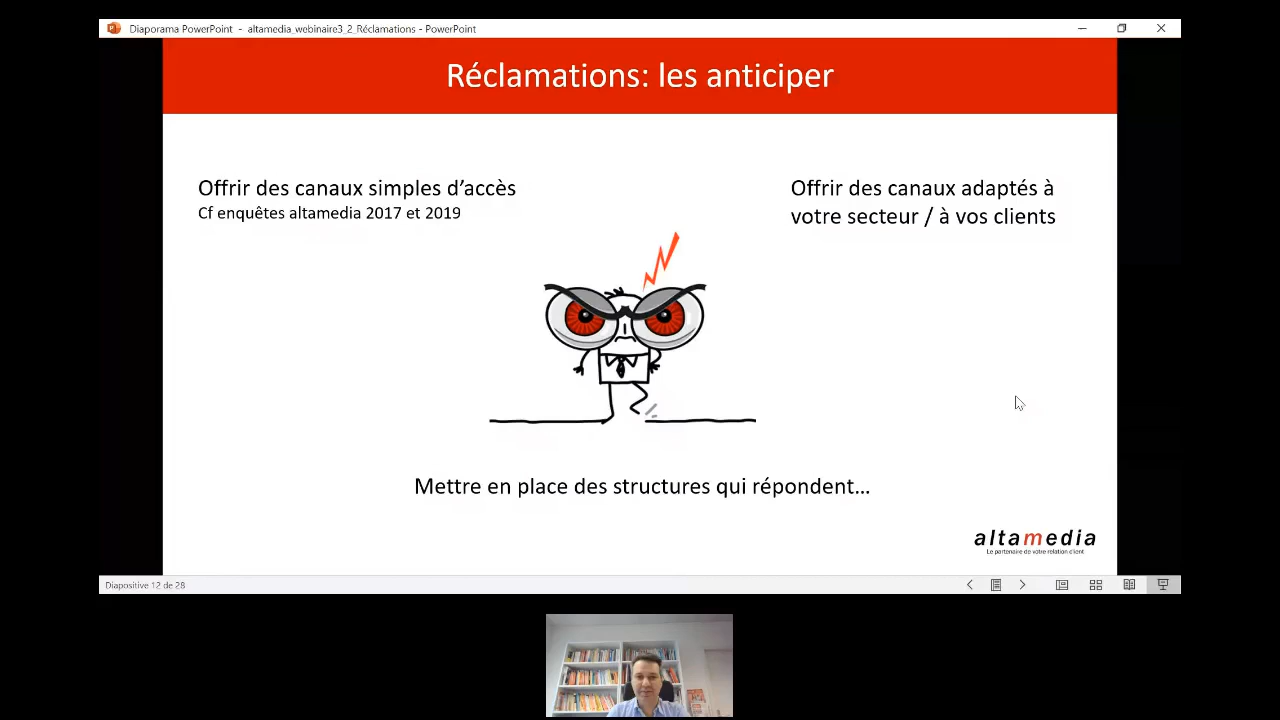 Diaporama PowerPoint - altamedia_webinaire3_2_Réclamations - PowerPoint
Réclamations: les anticiper
Offrir des canaux simples d’accès
Cf enquêtes altamedia 2017 et 2019
Offrir des canaux adaptés à
votre secteur / à vos clients
Mettre en place des structures qui répondent…
altamedia
Le partenaire de votre relation client
Diapositive 12 de 28